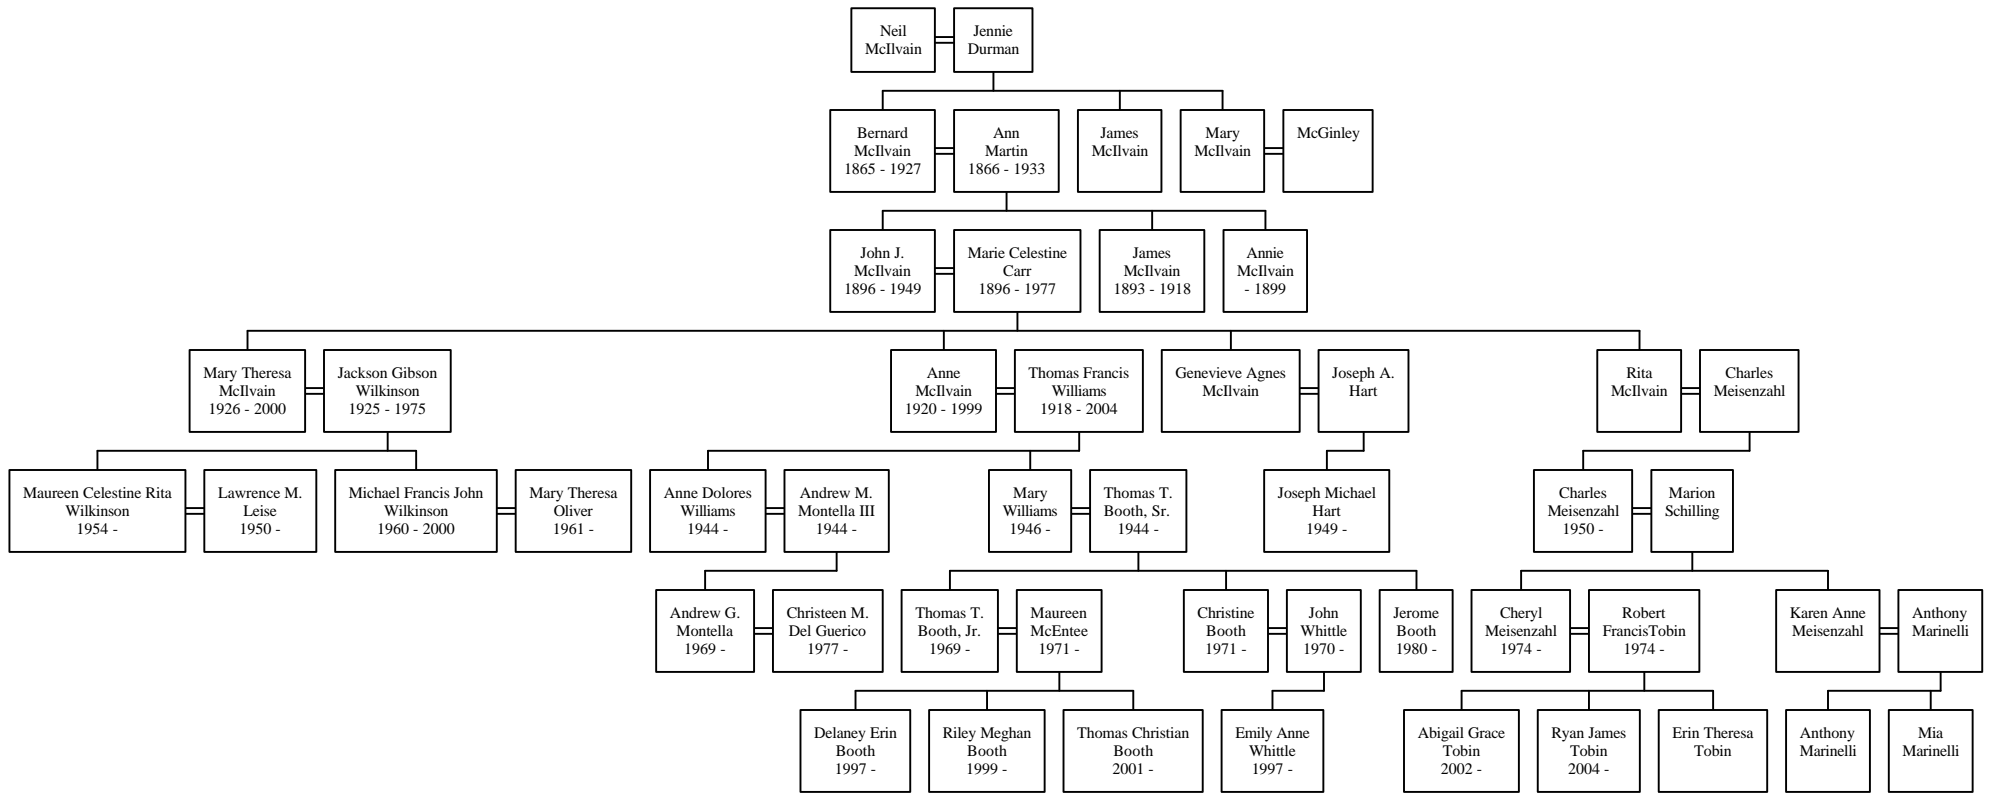 Neil
McIlvain
Jennie
Durman
Bernard
McIlvain
1865 - 1927
Ann
Martin
1866 - 1933
James
McIlvain
Mary
McIlvain
McGinley
John J.
McIlvain
1896 - 1949
Marie Celestine
Carr
1896 - 1977
James
McIlvain
1893 - 1918
Annie
McIlvain
- 1899
Mary Theresa
McIlvain
1926 - 2000
Jackson Gibson
Wilkinson
1925 - 1975
Anne
McIlvain
1920 - 1999
Thomas Francis
Williams
1918 - 2004
Genevieve Agnes
McIlvain
Joseph A.
Hart
Rita
McIlvain
Charles
Meisenzahl
Maureen Celestine Rita
Wilkinson
1954 -
Lawrence M.
Leise
1950 -
Michael Francis John
Wilkinson
1960 - 2000
Mary Theresa
Oliver
1961 -
Anne Dolores
Williams
1944 -
Andrew M.
Montella III
1944 -
Mary
Williams
1946 -
Thomas T.
Booth, Sr.
1944 -
Joseph Michael
Hart
1949 -
Charles
Meisenzahl
1950 -
Marion
Schilling
Andrew G.
Montella
1969 -
Christeen M.
Del Guerico
1977 -
Thomas T.
Booth, Jr.
1969 -
Maureen
McEntee
1971 -
Christine
Booth
1971 -
John
Whittle
1970 -
Jerome
Booth
1980 -
Cheryl
Meisenzahl
1974 -
Robert
FrancisTobin
1974 -
Karen Anne
Meisenzahl
Anthony
Marinelli
Delaney Erin
Booth
1997 -
Riley Meghan
Booth
1999 -
Thomas Christian
Booth
2001 -
Emily Anne
Whittle
1997 -
Abigail Grace
Tobin
2002 -
Ryan James
Tobin
2004 -
Erin Theresa
Tobin
Anthony
Marinelli
Mia
Marinelli